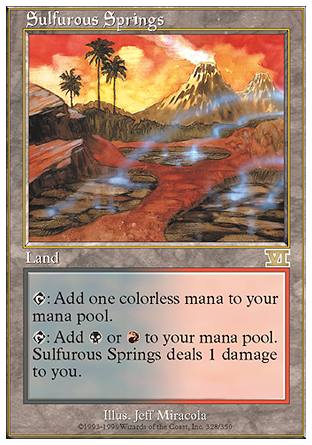 Sulfurous Springs
Land
VI
: Add one colorless mana to your
mana pool.
: Add or to your mana pool.
Sulfurous Springs deals 1 damage
to you.
Illus. Jeff Miracola
©1993-1999 Wizards of the Coast, Inc. 328/350